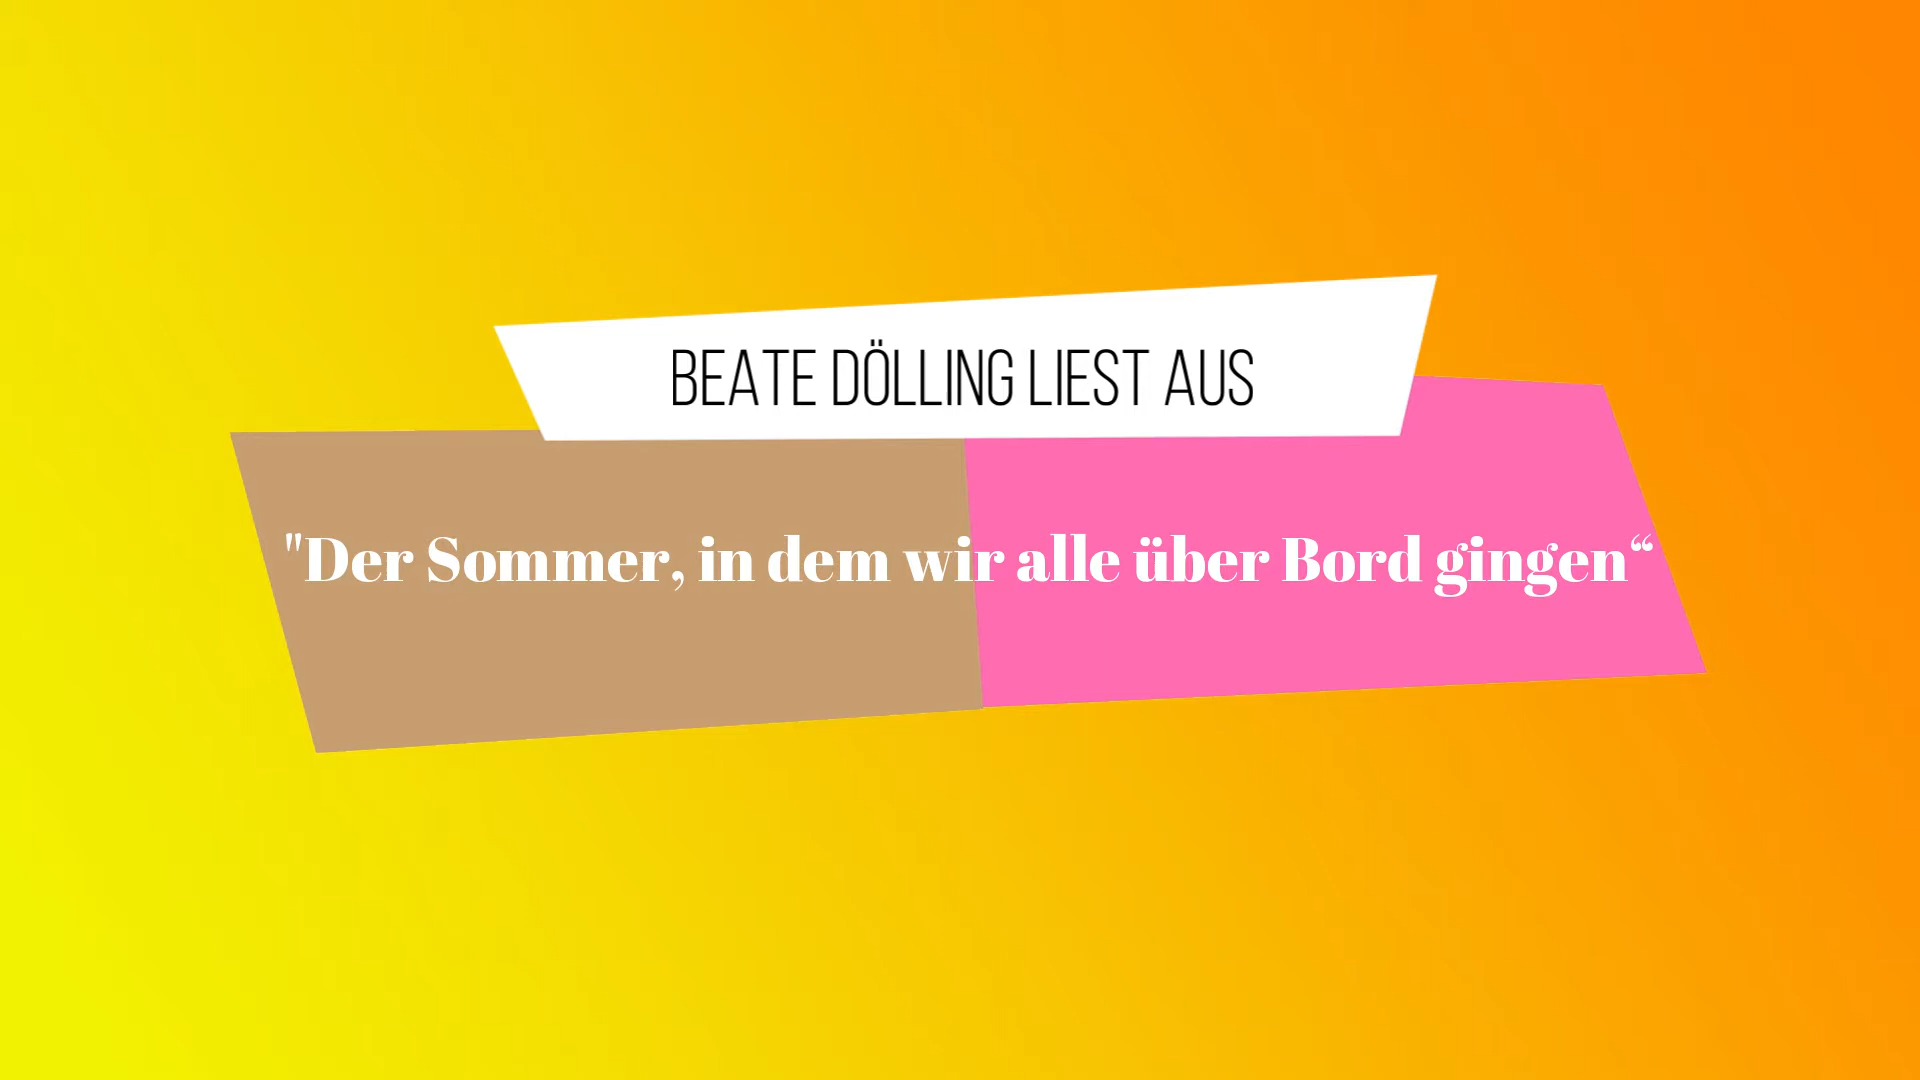 BEATE DÖLLING LIEST AUS
"Der Sommer, in dem wir alle über Bord gingen“